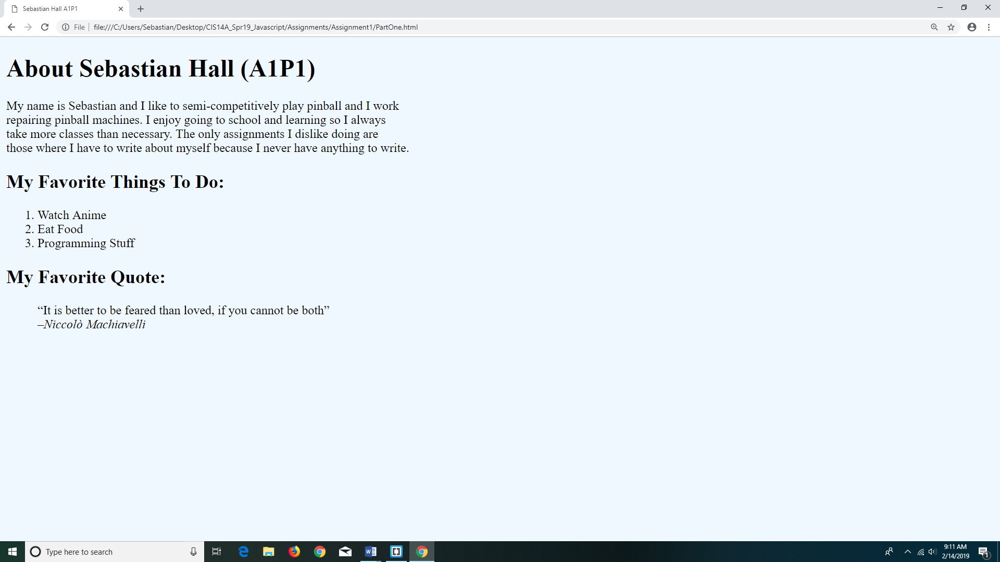 Sebastian Hall A1P1
File
file:///C:/Users/Sebastian/Desktop/CIS14A_Spr19_Javascript/Assignments/Assignment1/PartOne.html
About Sebastian Hall (A1P1)
My name is Sebastian and I like to semi-competitively play pinball and I work
repairing pinball machines. I enjoy going to school and learning so I always
take more classes than necessary. The only assignments I dislike doing are
those where I have to write about myself because I never have anything to write.
My Favorite Things To Do:
1. Watch Anime
2. Eat Food
3. Programming Stuff
My Favorite Quote:
“It is better to be feared than loved, if you cannot be both”
–Niccolò Machiavelli
Type here to search
9:11 AM
2/14/2019
1